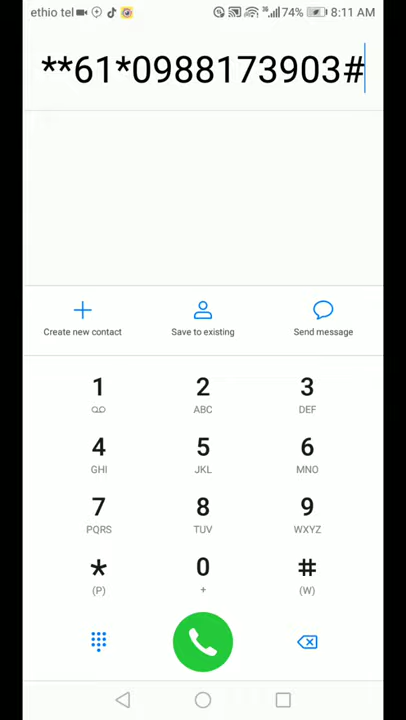 ethio tel 74% 8:11 AM
**61*0988173903#
Create new contact Save to existing Send message
1 2 3
ABC DEF
4 5 6
GHI JKL MNO
7 8 9
PQRS TUV WXYZ
* 0 #
(P) + (W)